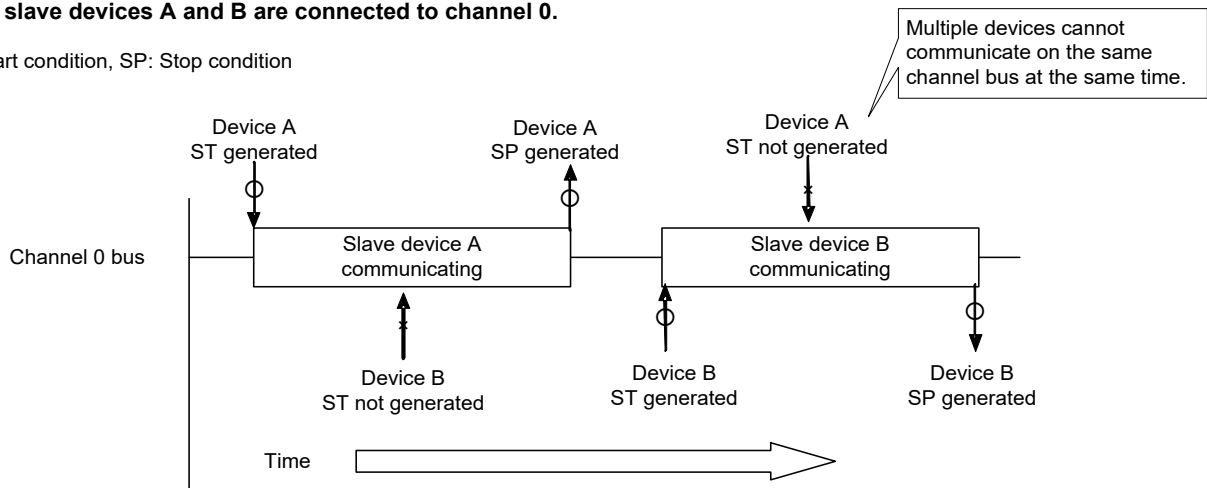 slave devices A and B are connected to channel 0.
art condition, SP: Stop condition
Multiple devices cannot
communicate on the same
channel bus at the same time.
Device A
ST generated
Device A
SP generated
Device A
ST not generated
Channel 0 bus
Slave device A
communicating
Slave device B
communicating
Device B
ST not generated
Device B
ST generated
Device B
SP generated
Time